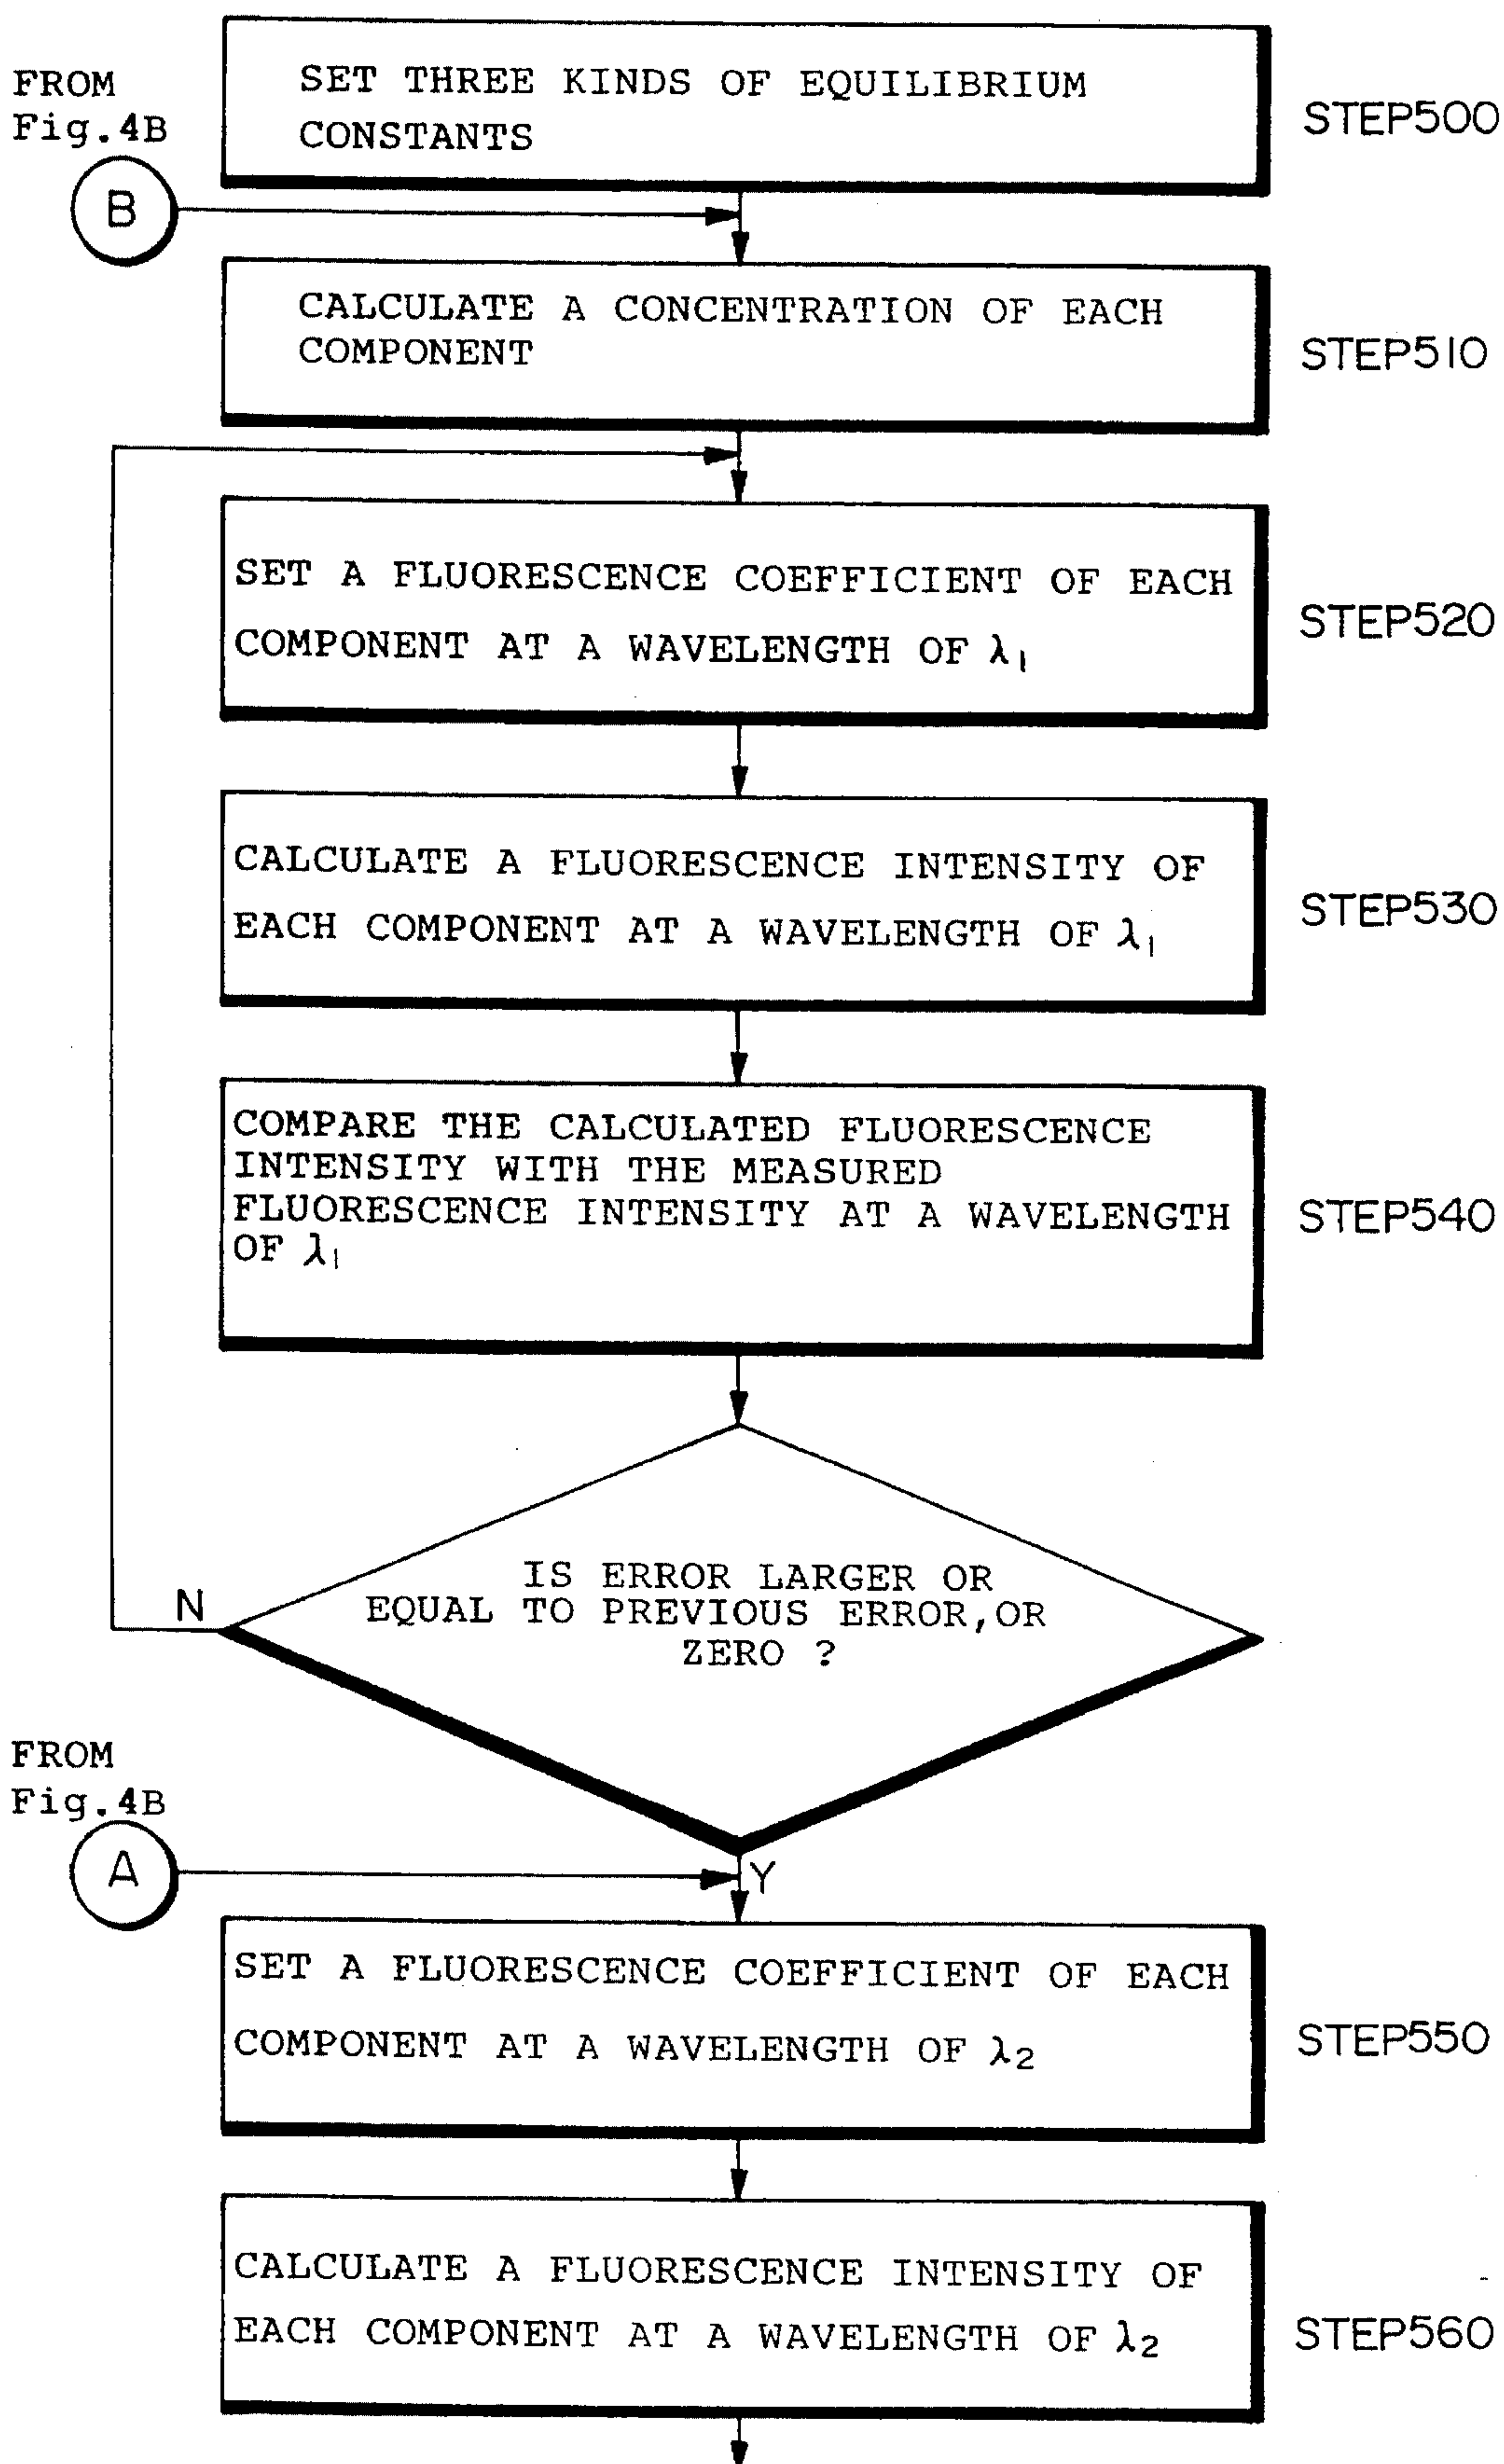 SET THREE KINDS OF EQUILIBRIUM
CONSTANTS
STEP500
FROM
Fig.4B
B
CALCULATE A CONCENTRATION OF EACH
COMPONENT
STEP510
SET A FLUORESCENCE COEFFICIENT OF EACH
COMPONENT AT A WAVELENGTH OF λ1
STEP520
CALCULATE A FLUORESCENCE INTENSITY OF
EACH COMPONENT AT A WAVELENGTH OF λ1
STEP530
COMPARE THE CALCULATED FLUORESCENCE
INTENSITY WITH THE MEASURED
FLUORESCENCE INTENSITY AT A WAVELENGTH
OF λ1
STEP540
IS ERROR LARGER OR
EQUAL TO PREVIOUS ERROR,OR
ZERO ?
N
FROM
Fig.4B
A
Y
SET A FLUORESCENCE COEFFICIENT OF EACH
COMPONENT AT A WAVELENGTH OF λ2
STEP550
CALCULATE A FLUORESCENCE INTENSITY OF
EACH COMPONENT AT A WAVELENGTH OF λ2
STEP560